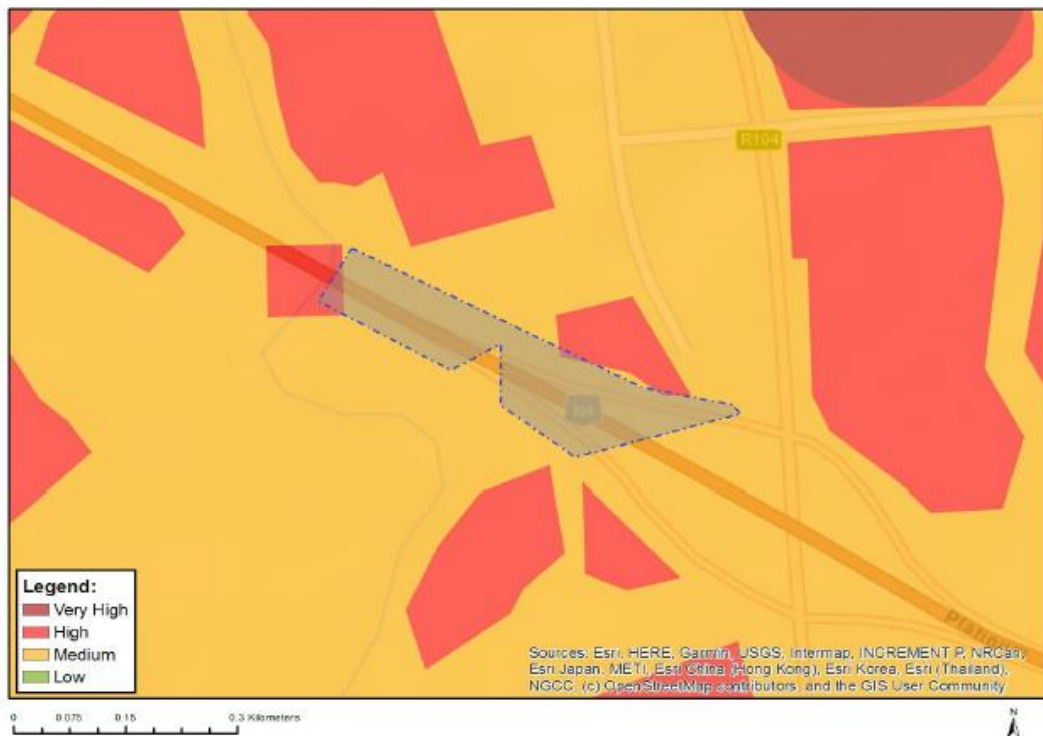 R104
N4
Legend:
Very High
High
Medium
Low
Platinum
Sources: Esri, HERE, Garmin, USGS, Intermap, INCREMENT P, NRCan,
Esri Japan, METI, Esri China (Hong Kong), Esri Korea, Esri (Thailand),
NGCC, (c) OpenStreetMap contributors, and the GIS User Community
0 0.075 0.15 0.3 Kilometers
N